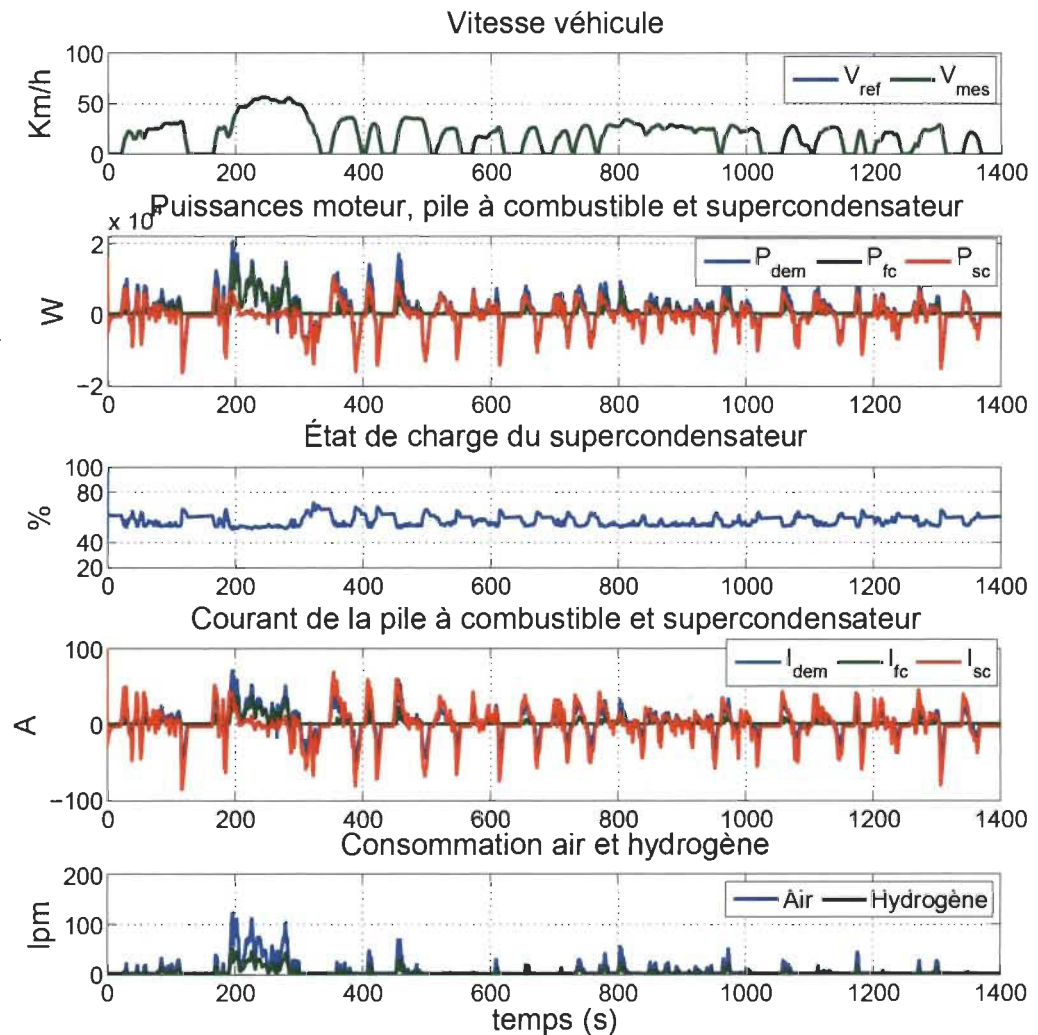 Vitesse véhicule
100
50
0
Km/h
V_ref V_mes
0 200 400 600 800 1000 1200 1400
Puissances moteur, pile à combustible et supercondensateur
x 10^4
2
0
−2
W
P_dem P_fc P_sc
0 200 400 600 800 1000 1200 1400
État de charge du supercondensateur
100
80
40
20
%
0 200 400 600 800 1000 1200 1400
Courant de la pile à combustible et supercondensateur
100
0
−100
A
I_dem I_fc I_sc
0 200 400 600 800 1000 1200 1400
Consommation air et hydrogène
200
100
0
lpm
Air Hydrogène
0 200 400 600 800 1000 1200 1400
temps (s)